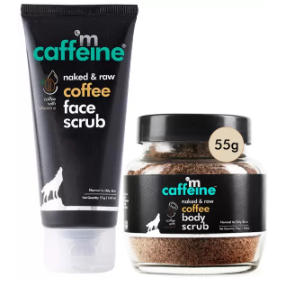 'm
caffeine
naked & raw
coffee
face
scrub
55g
'm
caffeine
naked & raw
coffee
body
scrub